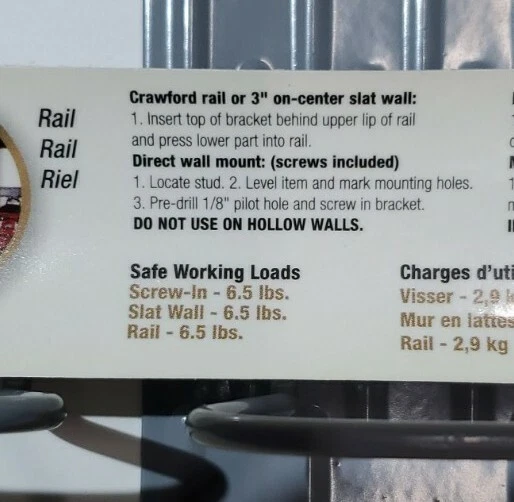 Rail
Rail
Riel
Crawford rail or 3" on-center slat wall:
1. Insert top of bracket behind upper lip of rail
and press lower part into rail.
Direct wall mount: (screws included)
1. Locate stud. 2. Level item and mark mounting holes.
3. Pre-drill 1/8" pilot hole and screw in bracket.
DO NOT USE ON HOLLOW WALLS.
Safe Working Loads
Screw-In - 6.5 lbs.
Slat Wall - 6.5 lbs.
Rail - 6.5 lbs.
Charges d'uti
Visser - 2,9 k
Mur en lattes
Rail - 2,9 kg